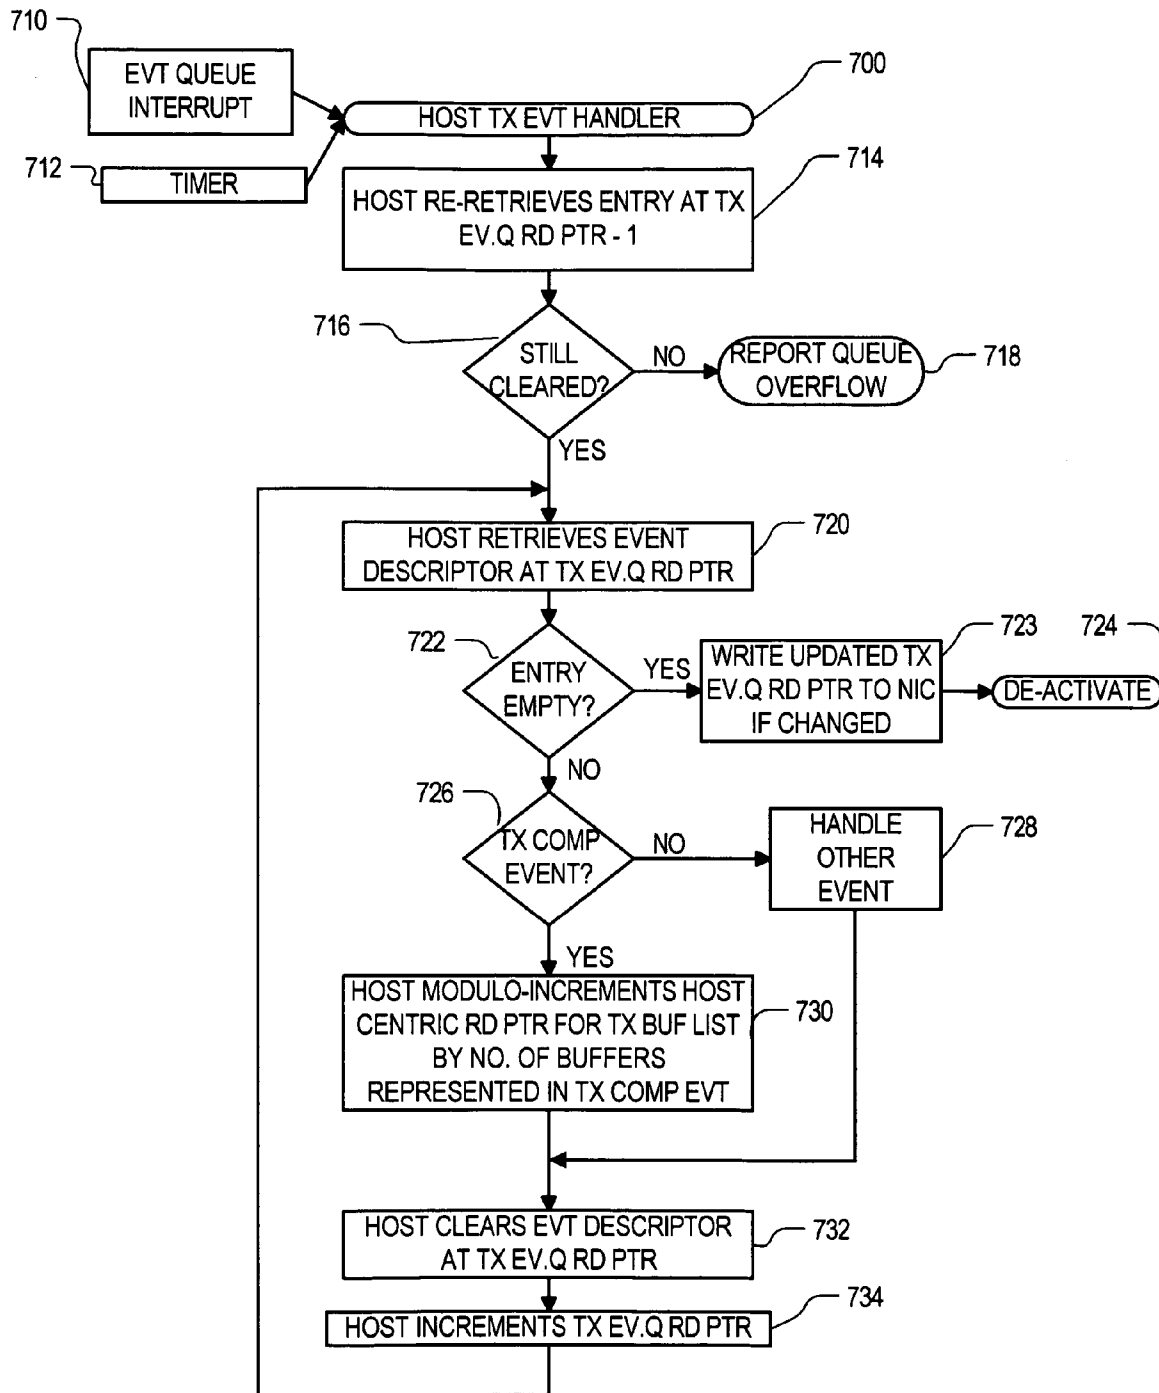 710
EVT QUEUE
INTERRUPT
700
HOST TX EVT HANDLER
712
TIMER
714
HOST RE-RETRIEVES ENTRY AT TX
EV.Q RD PTR - 1
716
STILL
CLEARED?
NO
REPORT QUEUE
OVERFLOW
718
YES
720
HOST RETRIEVES EVENT
DESCRIPTOR AT TX EV.Q RD PTR
722
ENTRY
EMPTY?
YES
723
WRITE UPDATED TX
EV.Q RD PTR TO NIC
IF CHANGED
724
DE-ACTIVATE
NO
726
TX COMP
EVENT?
NO
HANDLE
OTHER
EVENT
728
YES
HOST MODULO-INCREMENTS HOST
CENTRIC RD PTR FOR TX BUF LIST
BY NO. OF BUFFERS
REPRESENTED IN TX COMP EVT
730
HOST CLEARS EVT DESCRIPTOR
AT TX EV.Q RD PTR
732
734
HOST INCREMENTS TX EV.Q RD PTR